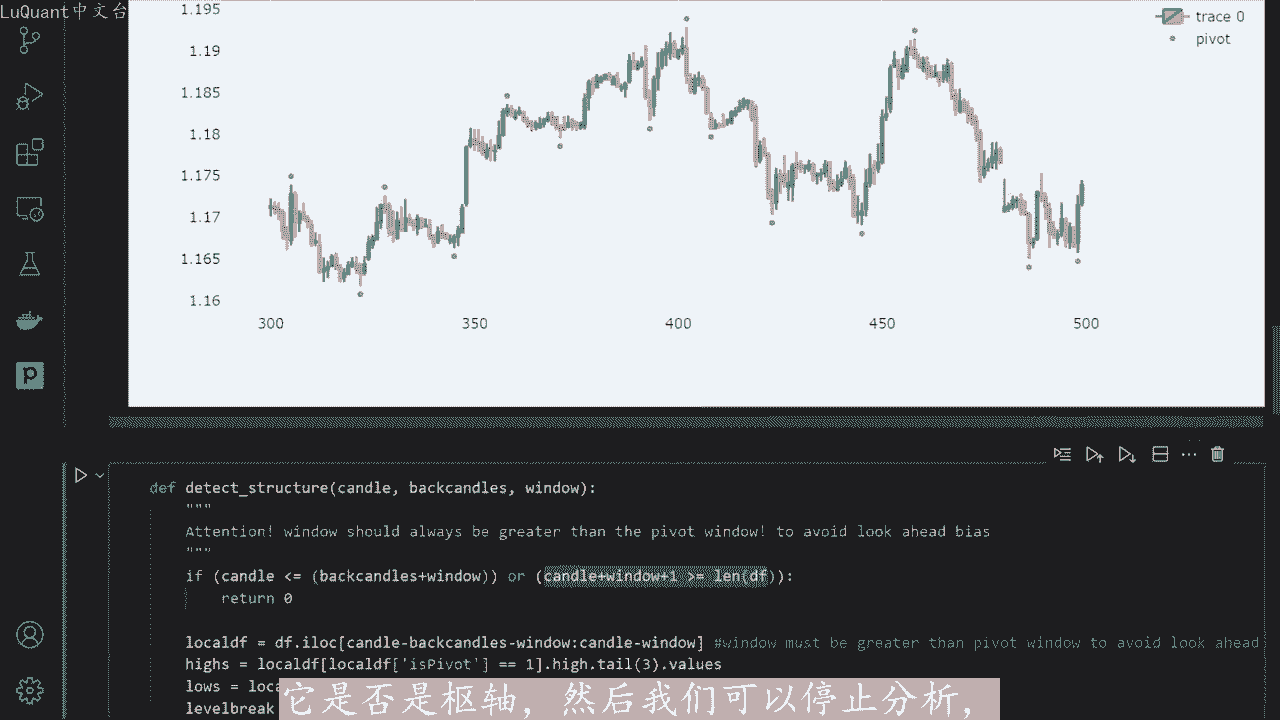 LuQuant中文台
1.195
1.19
1.185
1.18
1.175
1.17
1.165
1.16
300 350 400 450 500
trace 0
pivot
def detect_structure(candle, backcandles, window):
"""
Attention! window should always be greater than the pivot window! to avoid look ahead bias
"""
if (candle <= (backcandles+window)) or (candle+window+1 >= len(df)):
return 0
localdf = df.iloc[candle-backcandles-window:candle-window] #window must be greater than pivot window to avoid look ahead
highs = localdf[localdf['isPivot'] == 1].high.tail(3).values
lows = loca
levelbreak
它是否是枢轴，然后我们可以停止分析，